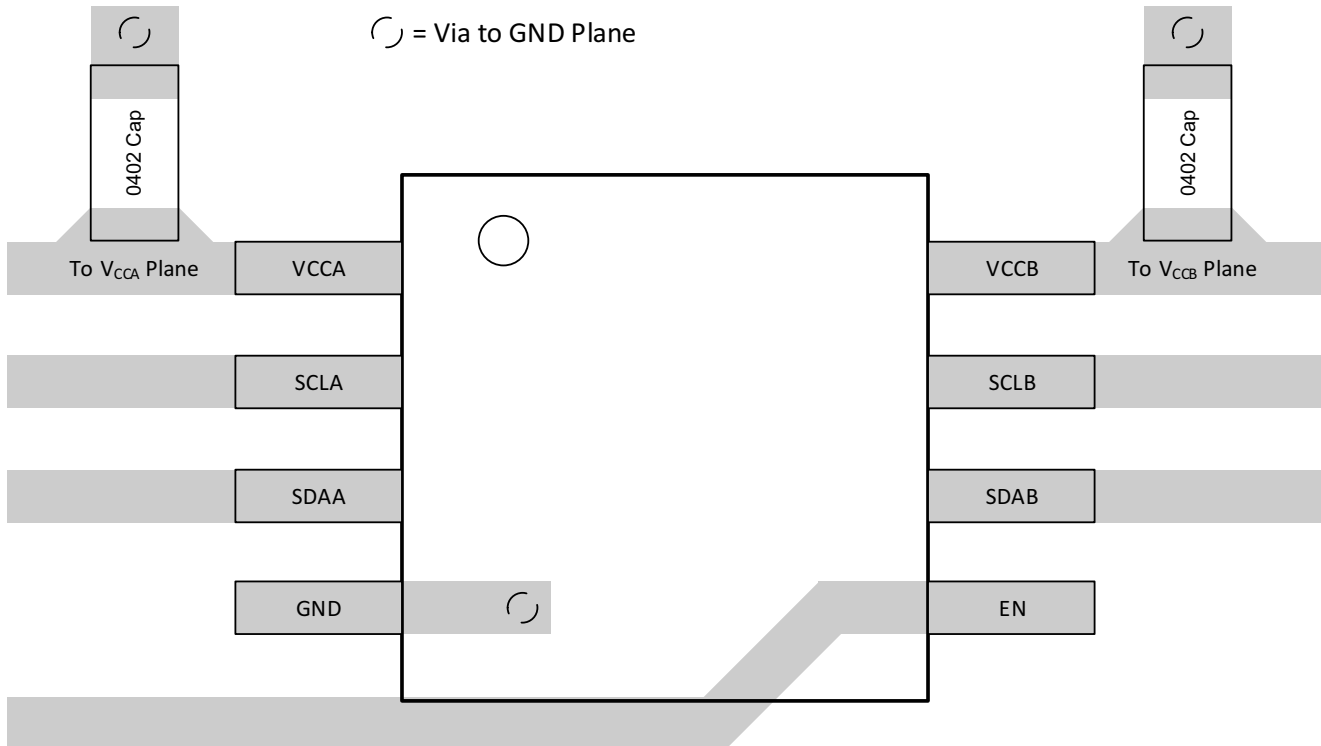 = Via to GND Plane
0402 Cap
0402 Cap
VCCA
VCCB
To VCCA Plane
To VCCB Plane
SCLA
SCLB
SDAA
SDAB
GND
EN